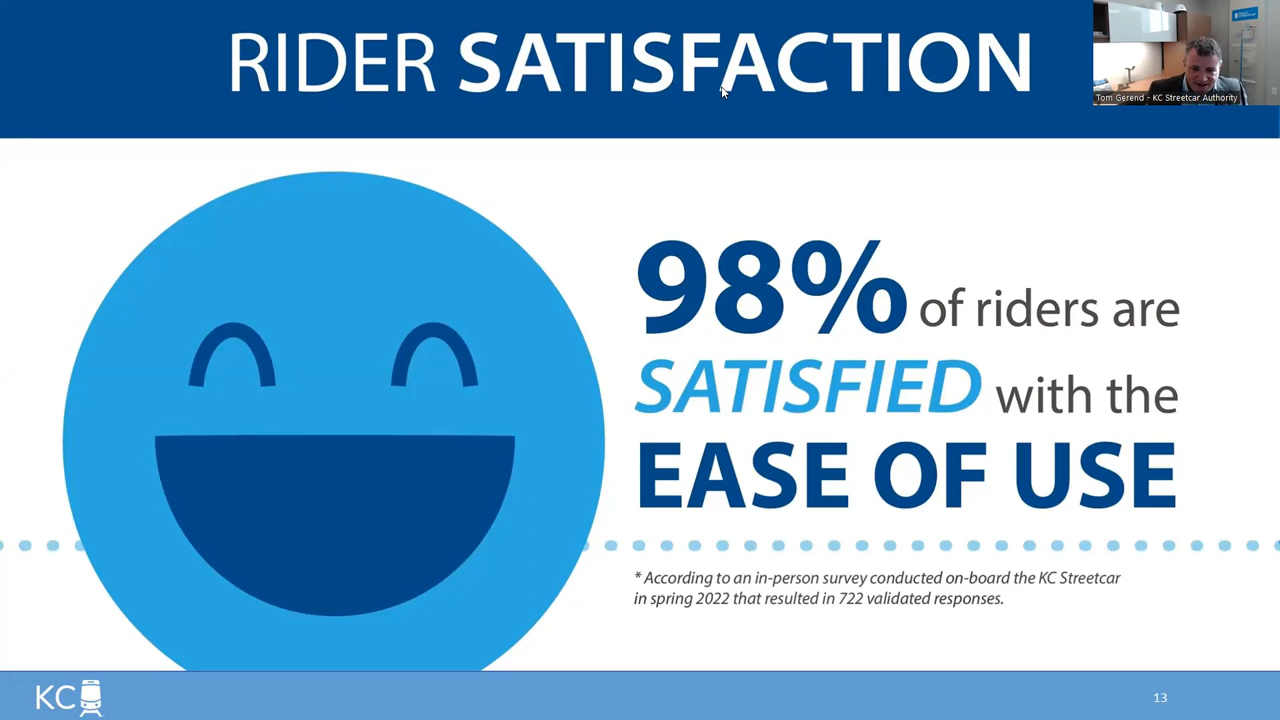 RIDER SATISFACTION
Tom Gerend - KC Streetcar Authority
98% of riders are
SATISFIED with the
EASE OF USE
* According to an in-person survey conducted on-board the KC Streetcar
in spring 2022 that resulted in 722 validated responses.
KC
13